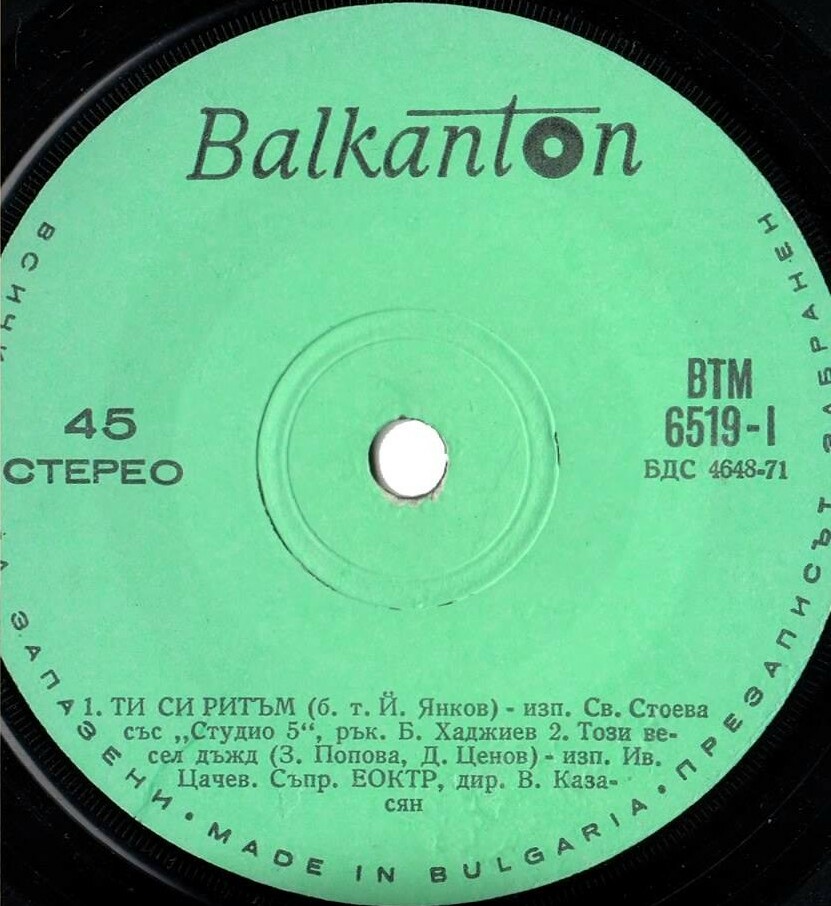 Balkanton
45
СТЕРЕО
ВТМ
6519-I
БДС 4648-71
1. ТИ СИ РИТЪМ (б. т. Й. Янков) - изп. Св. Стоева
със „Студио 5“, рък. Б. Хаджиев 2. Този ве-
сел дъжд (З. Попова, Д. Ценов) - изп. Ив.
Цачев. Съпр. ЕОКТР, дир. В. Каза-
сян
ЗАПАЗЕНИ • MADE IN BULGARIA • ПРЕЗАПИСЪТ ЗАБРАНЕН